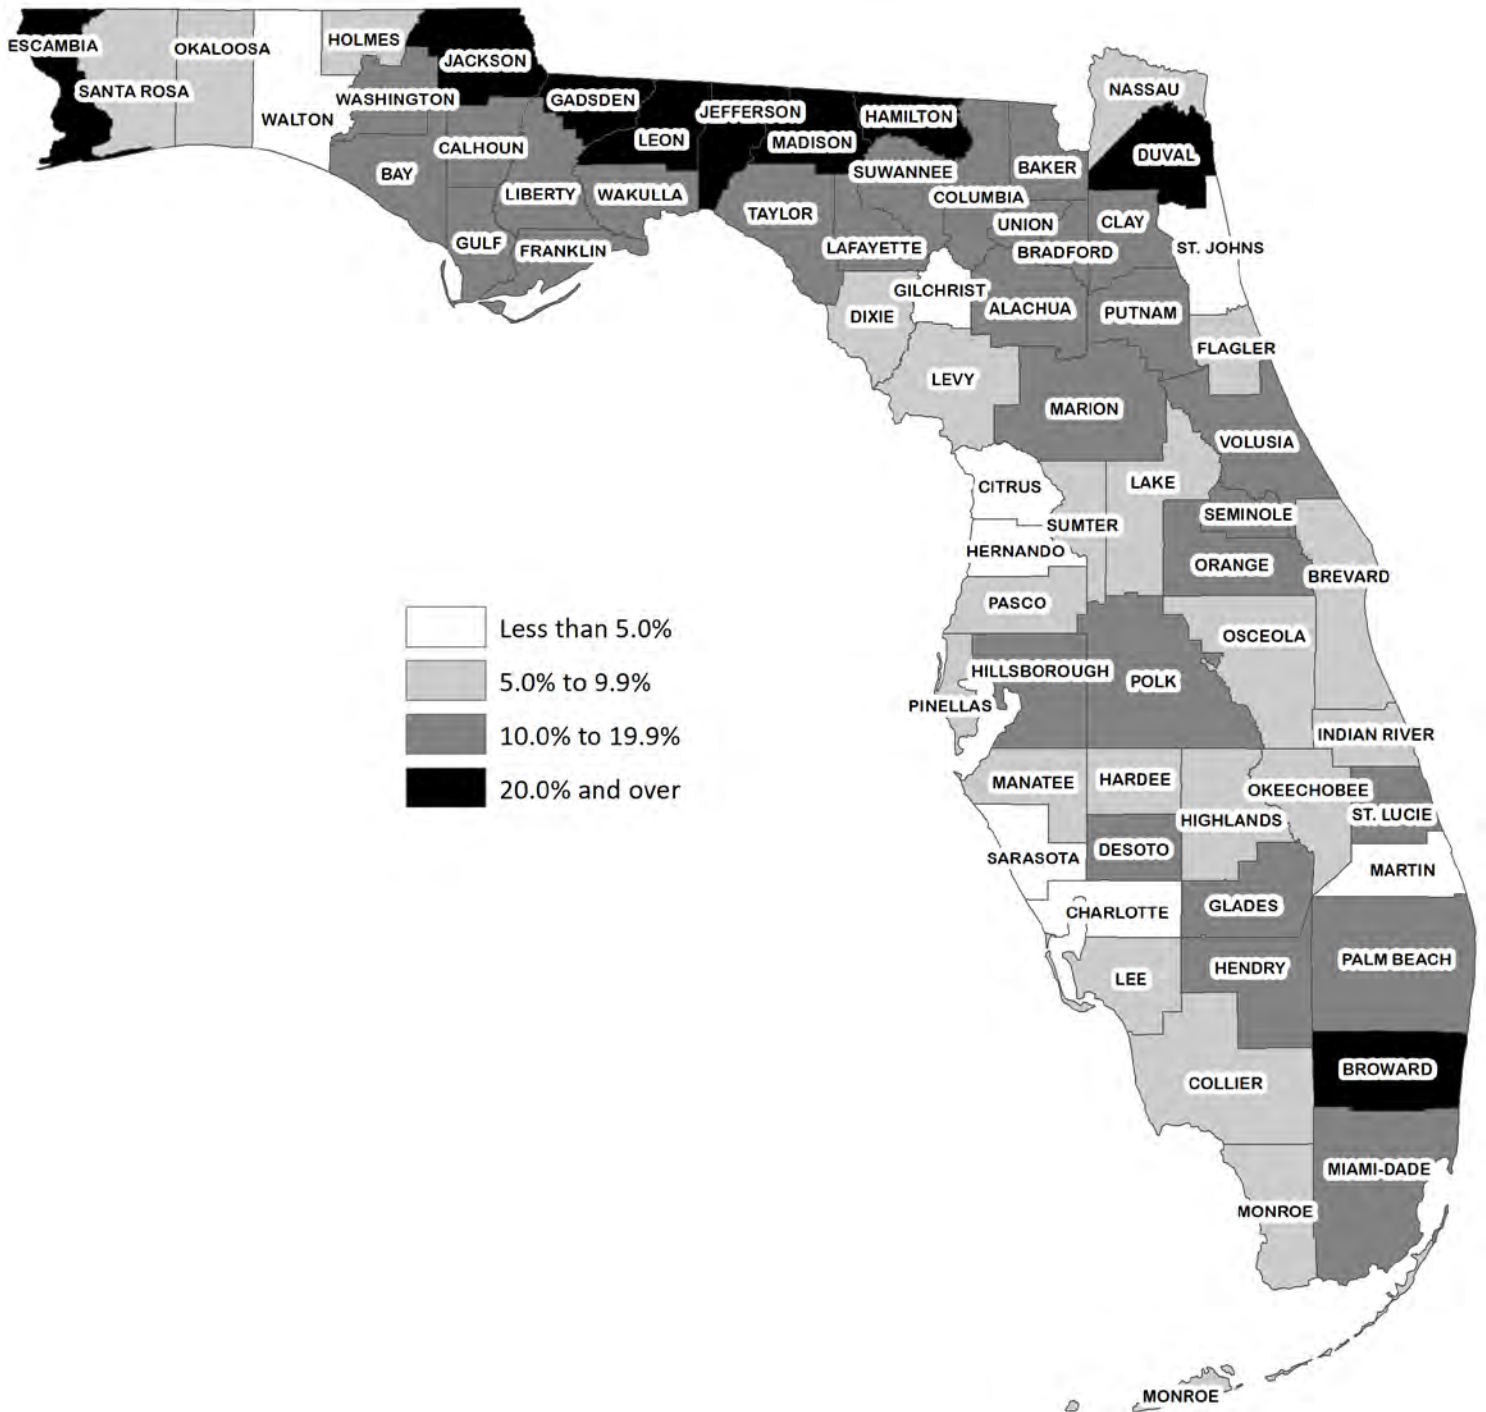 ESCAMBIA
SANTA ROSA
OKALOOSA
WALTON
HOLMES
JACKSON
WASHINGTON
BAY
CALHOUN
GULF
GADSDEN
LIBERTY
FRANKLIN
LEON
WAKULLA
JEFFERSON
MADISON
HAMILTON
TAYLOR
SUWANNEE
LAFAYETTE
COLUMBIA
BAKER
NASSAU
DUVAL
UNION
BRADFORD
CLAY
ST. JOHNS
DIXIE
GILCHRIST
ALACHUA
PUTNAM
FLAGLER
LEVY
MARION
VOLUSIA
CITRUS
SUMTER
LAKE
SEMINOLE
HERNANDO
ORANGE
BREVARD
PASCO
OSCEOLA
PINELLAS
HILLSBOROUGH
POLK
INDIAN RIVER
MANATEE
HARDEE
HIGHLANDS
OKEECHOBEE
ST. LUCIE
SARASOTA
DESOTO
MARTIN
CHARLOTTE
GLADES
LEE
HENDRY
PALM BEACH
COLLIER
BROWARD
MIAMI-DADE
MONROE
MONROE
Less than 5.0%
5.0% to 9.9%
10.0% to 19.9%
20.0% and over